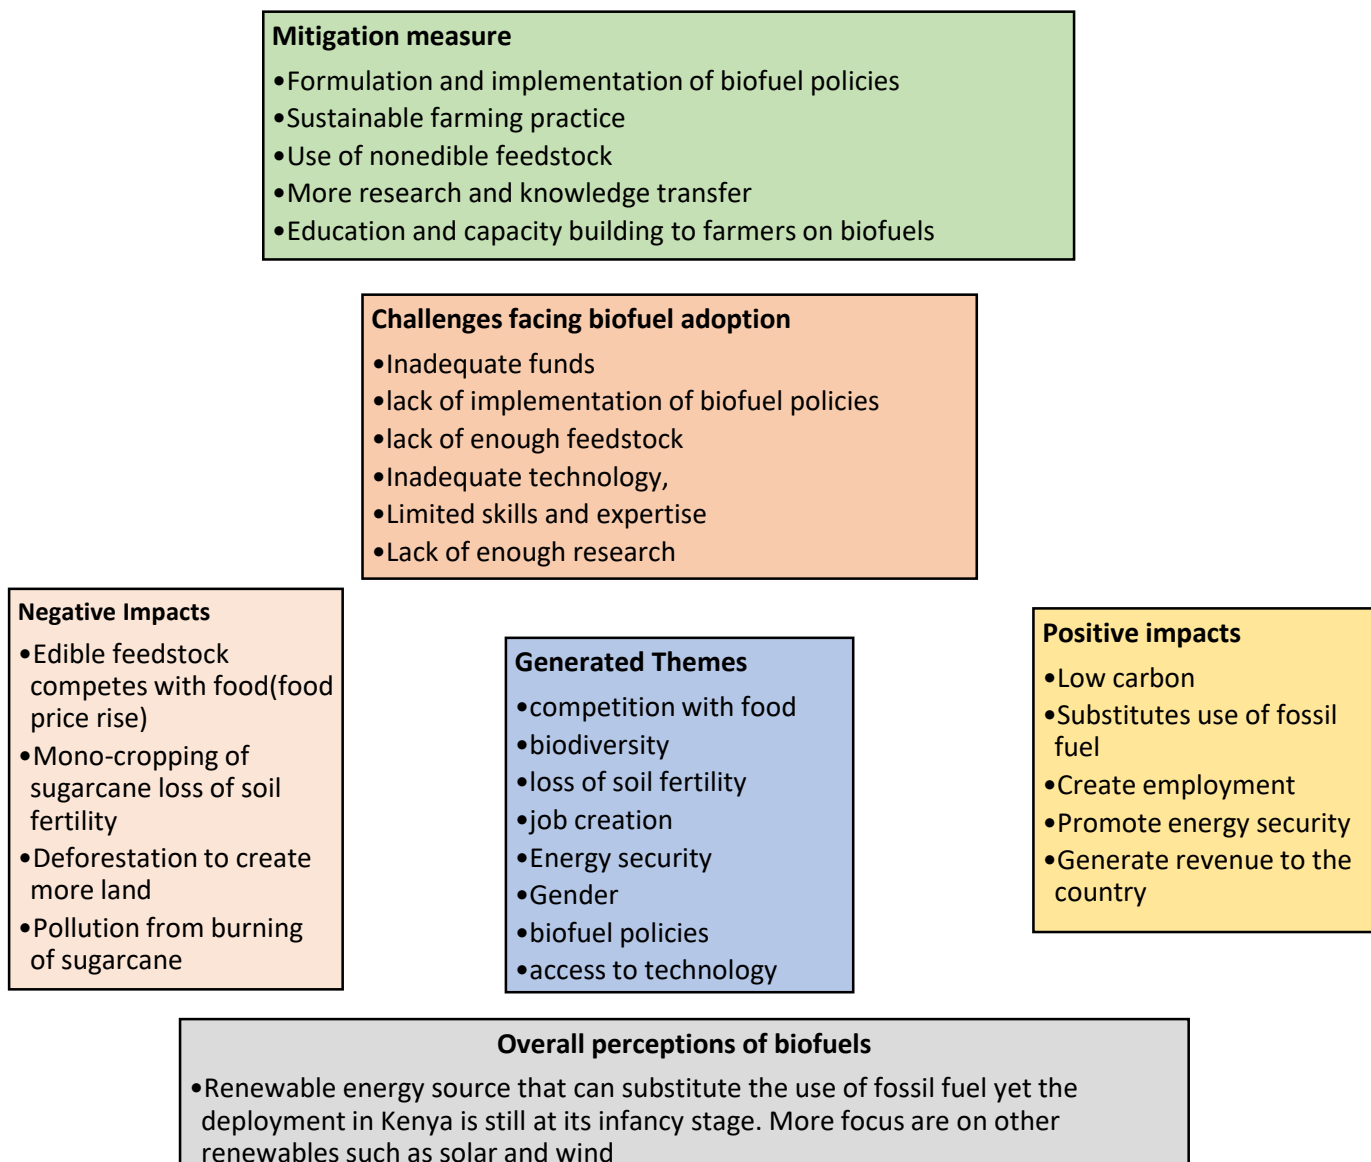 Mitigation measure
•Formulation and implementation of biofuel policies
•Sustainable farming practice
•Use of nonedible feedstock
•More research and knowledge transfer
•Education and capacity building to farmers on biofuels
Challenges facing biofuel adoption
•Inadequate funds
•lack of implementation of biofuel policies
•lack of enough feedstock
•Inadequate technology,
•Limited skills and expertise
•Lack of enough research
Negative Impacts
•Edible feedstock
competes with food(food
price rise)
•Mono-cropping of
sugarcane loss of soil
fertility
•Deforestation to create
more land
•Pollution from burning
of sugarcane
Generated Themes
•competition with food
•biodiversity
•loss of soil fertility
•job creation
•Energy security
•Gender
•biofuel policies
•access to technology
Positive impacts
•Low carbon
•Substitutes use of fossil
fuel
•Create employment
•Promote energy security
•Generate revenue to the
country
Overall perceptions of biofuels
•Renewable energy source that can substitute the use of fossil fuel yet the
deployment in Kenya is still at its infancy stage. More focus are on other
renewables such as solar and wind